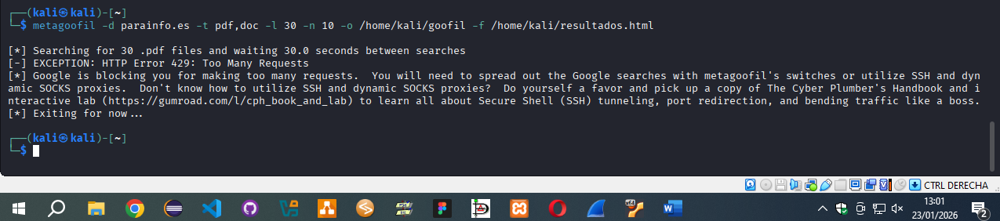 (kali㉿kali)-[~]
$ metagoofil -d parainfo.es -t pdf,doc -l 30 -n 10 -o /home/kali/goofil -f /home/kali/resultados.html
[*] Searching for 30 .pdf files and waiting 30.0 seconds between searches
[-] EXCEPTION: HTTP Error 429: Too Many Requests
[*] Google is blocking you for making too many requests.  You will need to spread out the Google searches with metagoofil's switches or utilize SSH and dyn
amic SOCKS proxies.  Don't know how to utilize SSH and dynamic SOCKS proxies?  Do yourself a favor and pick up a copy of The Cyber Plumber's Handbook and i
nteractive lab (https://gumroad.com/l/cph_book_and_lab) to learn all about Secure Shell (SSH) tunneling, port redirection, and bending traffic like a boss.
[*] Exiting for now...
(kali㉿kali)-[~]
$
CTRL DERECHA
13:01
23/01/2026
2